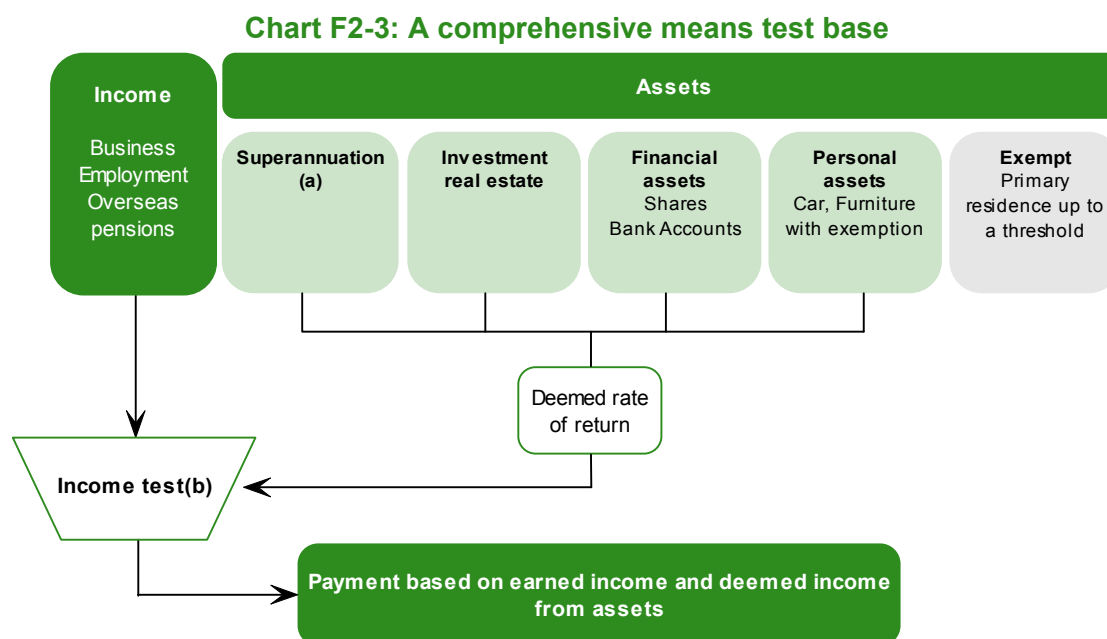 Chart F2-3: A comprehensive means test base
Income
Business
Employment
Overseas
pensions
Assets
Superannuation
(a)
Investment
real estate
Financial
assets
Shares
Bank Accounts
Personal
assets
Car, Furniture
with exemption
Exempt
Primary
residence up to
a threshold
Deemed rate
of return
Income test(b)
Payment based on earned income and deemed income
from assets